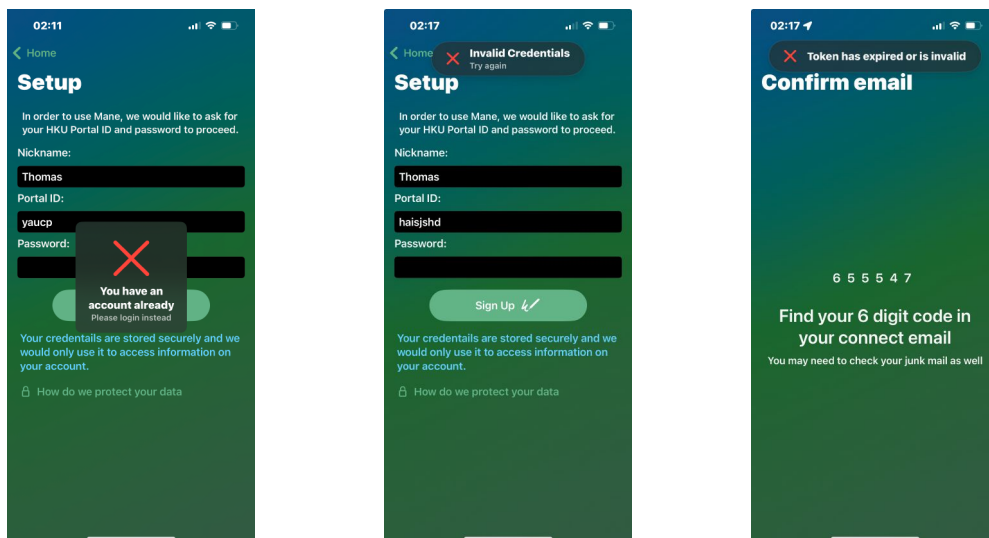 02:11
Home
Setup
In order to use Mane, we would like to ask for
your HKU Portal ID and password to proceed.
Nickname:
Thomas
Portal ID:
yaucp
Password:
You have an
account already
Please login instead
Your credentails are stored securely and we
would only use it to access information on
your account.
How do we protect your data
02:17
Home
Invalid Credentials
Try again
Setup
In order to use Mane, we would like to ask for
your HKU Portal ID and password to proceed.
Nickname:
Thomas
Portal ID:
haisjshd
Password:
Sign Up
Your credentails are stored securely and we
would only use it to access information on
your account.
How do we protect your data
02:17
Token has expired or is invalid
Confirm email
6 5 5 5 4 7
Find your 6 digit code in
your connect email
You may need to check your junk mail as well